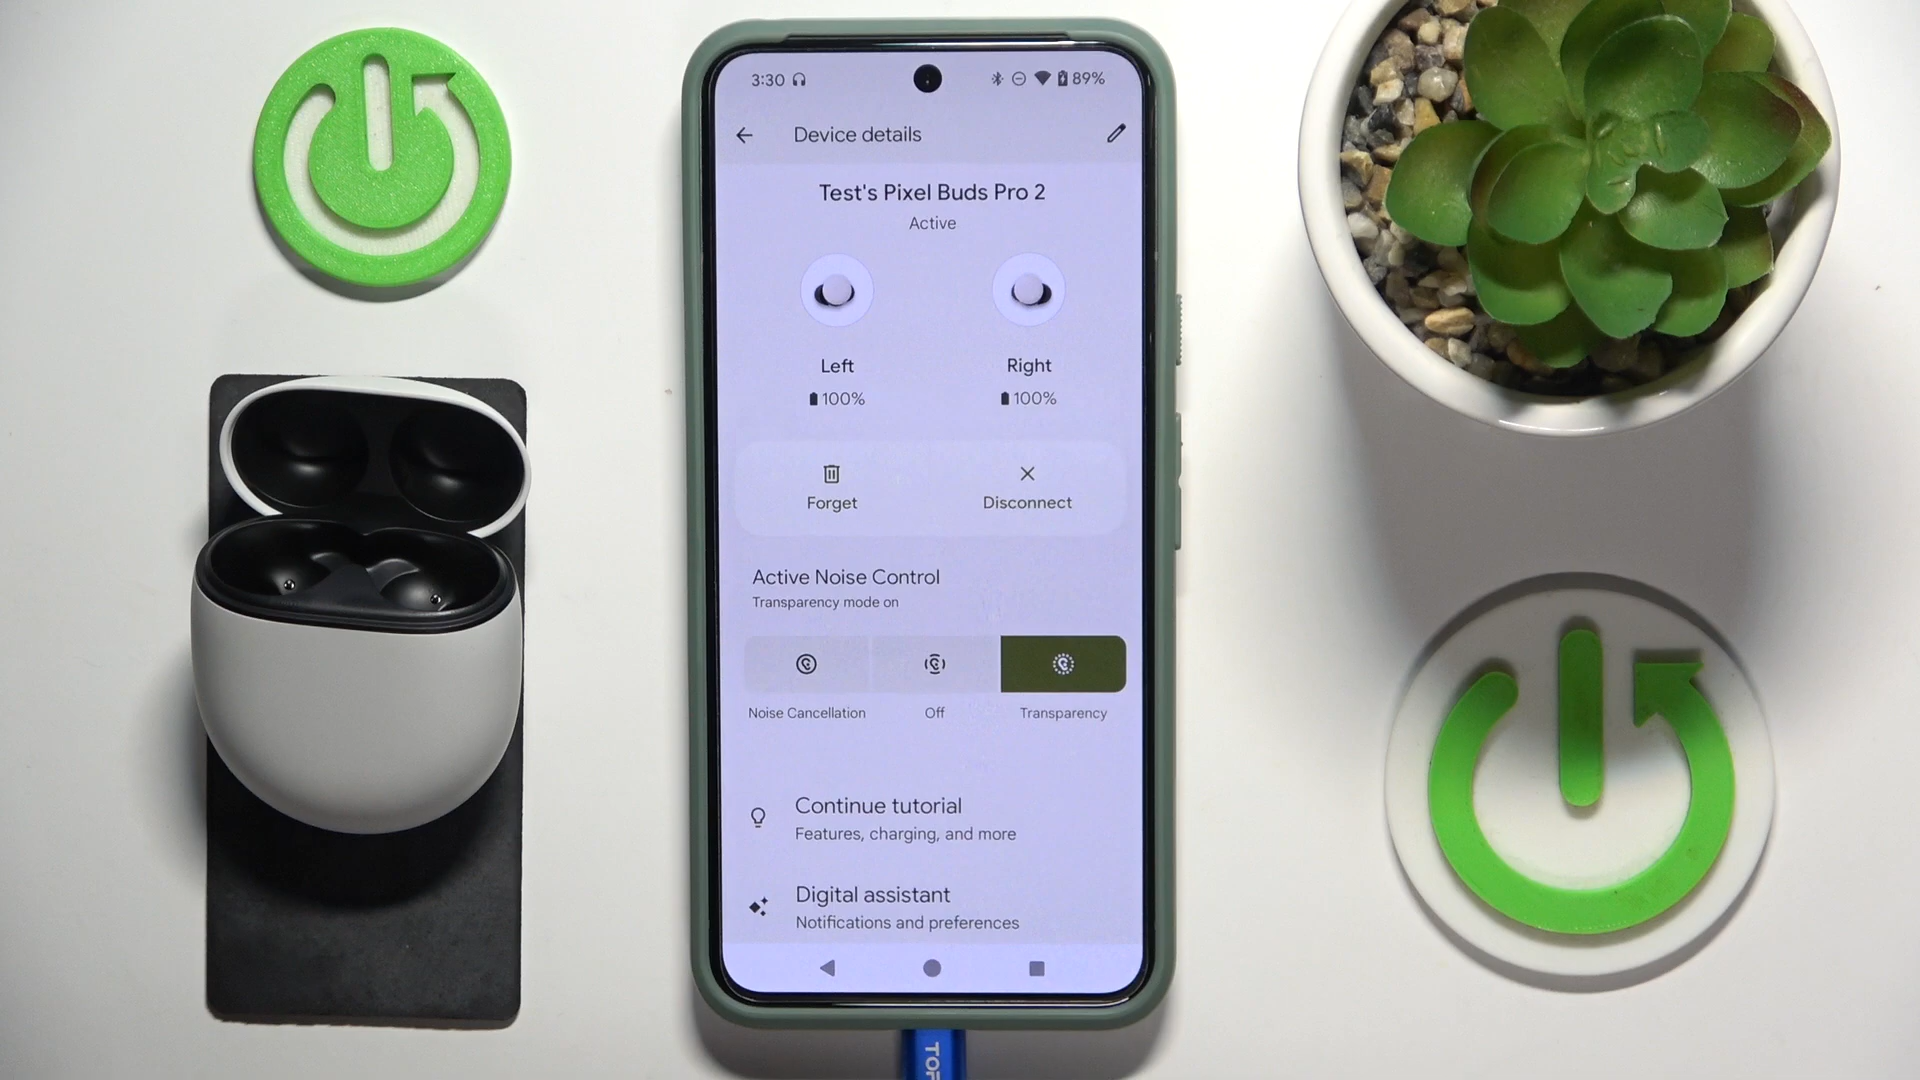 3:30 89%
Device details
Test's Pixel Buds Pro 2
Active
Left Right
100% 100%
Forget Disconnect
Active Noise Control
Transparency mode on
Noise Cancellation Off Transparency
Continue tutorial
Features, charging, and more
Digital assistant
Notifications and preferences